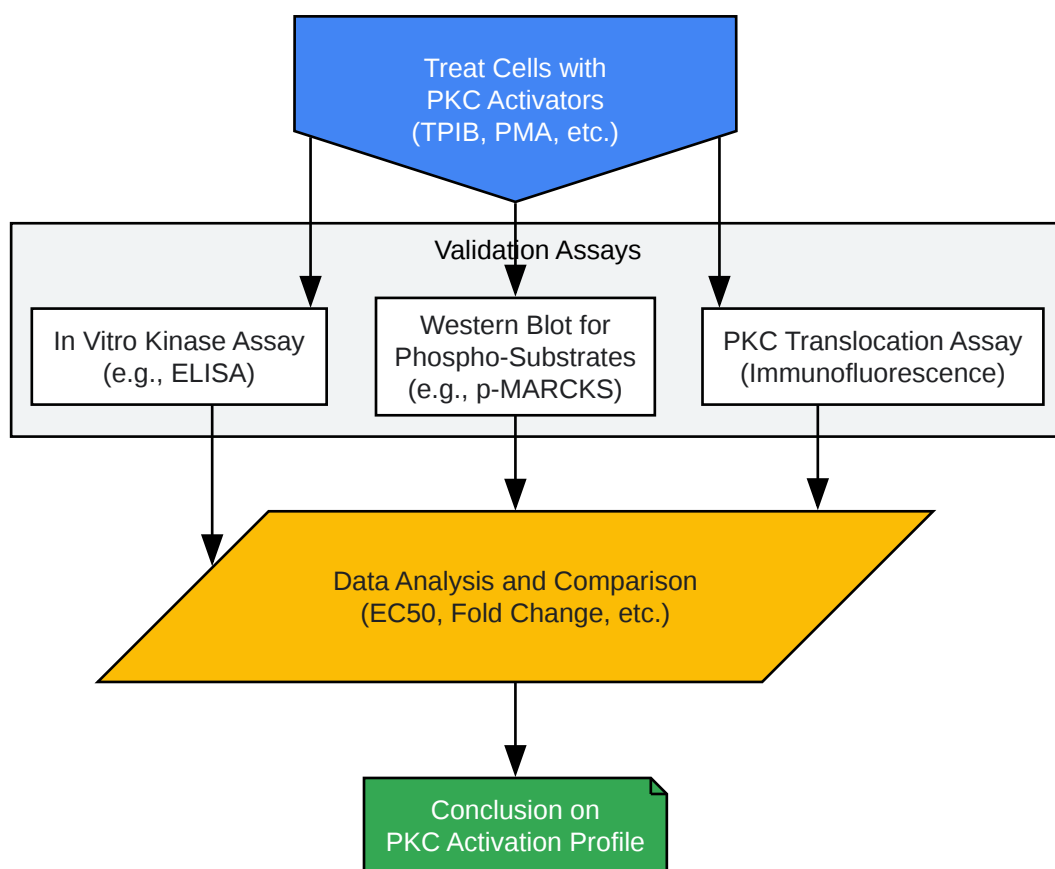 Treat Cells with
PKC Activators
(TPIB, PMA, etc.)
Validation Assays
In Vitro Kinase Assay
(e.g., ELISA)
Western Blot for
Phospho-Substrates
(e.g., p-MARCKS)
PKC Translocation Assay
(Immunofluorescence)
Data Analysis and Comparison
(EC50, Fold Change, etc.)
Conclusion on
PKC Activation Profile